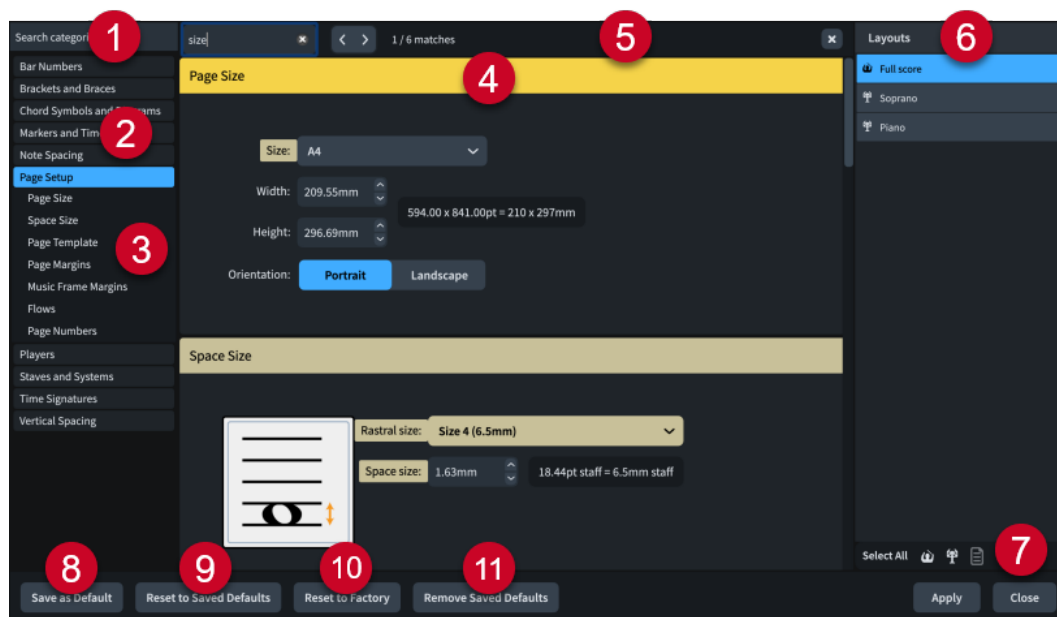 Search categori
1
size
1 / 6 matches
5
Layouts
6
Bar Numbers
Brackets and Braces
Chord Symbols and
Markers and Tim
2
Note Spacing
Page Setup
Page Size
Space Size
Page Template
3
Page Margins
Music Frame Margins
Flows
Page Numbers
Players
Staves and Systems
Time Signatures
Vertical Spacing
Page Size
4
Size: A4
Width: 209.55mm
594.00 x 841.00pt = 210 x 297mm
Height: 296.69mm
Orientation: Portrait Landscape
Space Size
Rastral size: Size 4 (6.5mm)
Space size: 1.63mm 18.44pt staff = 6.5mm staff
Full score
Soprano
Piano
Select All
7
8
9
10
11
Save as Default
Reset to Saved Defaults
Reset to Factory
Remove Saved Defaults
Apply
Close